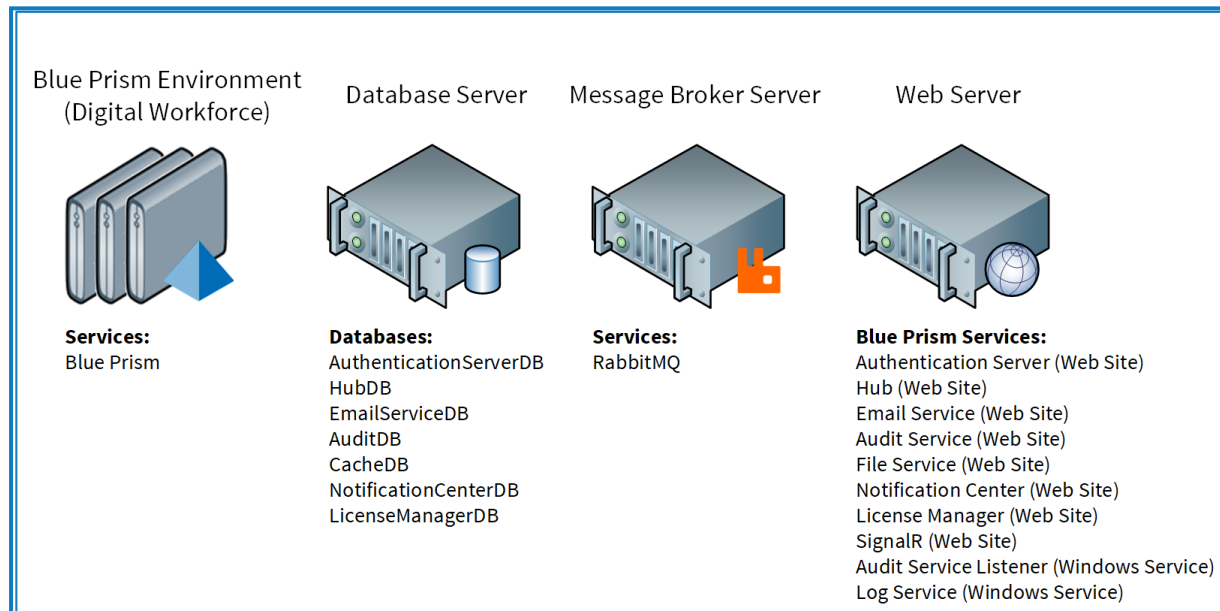 Blue Prism Environment
(Digital Workforce)
Database Server
Message Broker Server
Web Server
Services:
Blue Prism
Databases:
AuthenticationServerDB
HubDB
EmailServiceDB
AuditDB
CacheDB
NotificationCenterDB
LicenseManagerDB
Services:
RabbitMQ
Blue Prism Services:
Authentication Server (Web Site)
Hub (Web Site)
Email Service (Web Site)
Audit Service (Web Site)
File Service (Web Site)
Notification Center (Web Site)
License Manager (Web Site)
SignalR (Web Site)
Audit Service Listener (Windows Service)
Log Service (Windows Service)